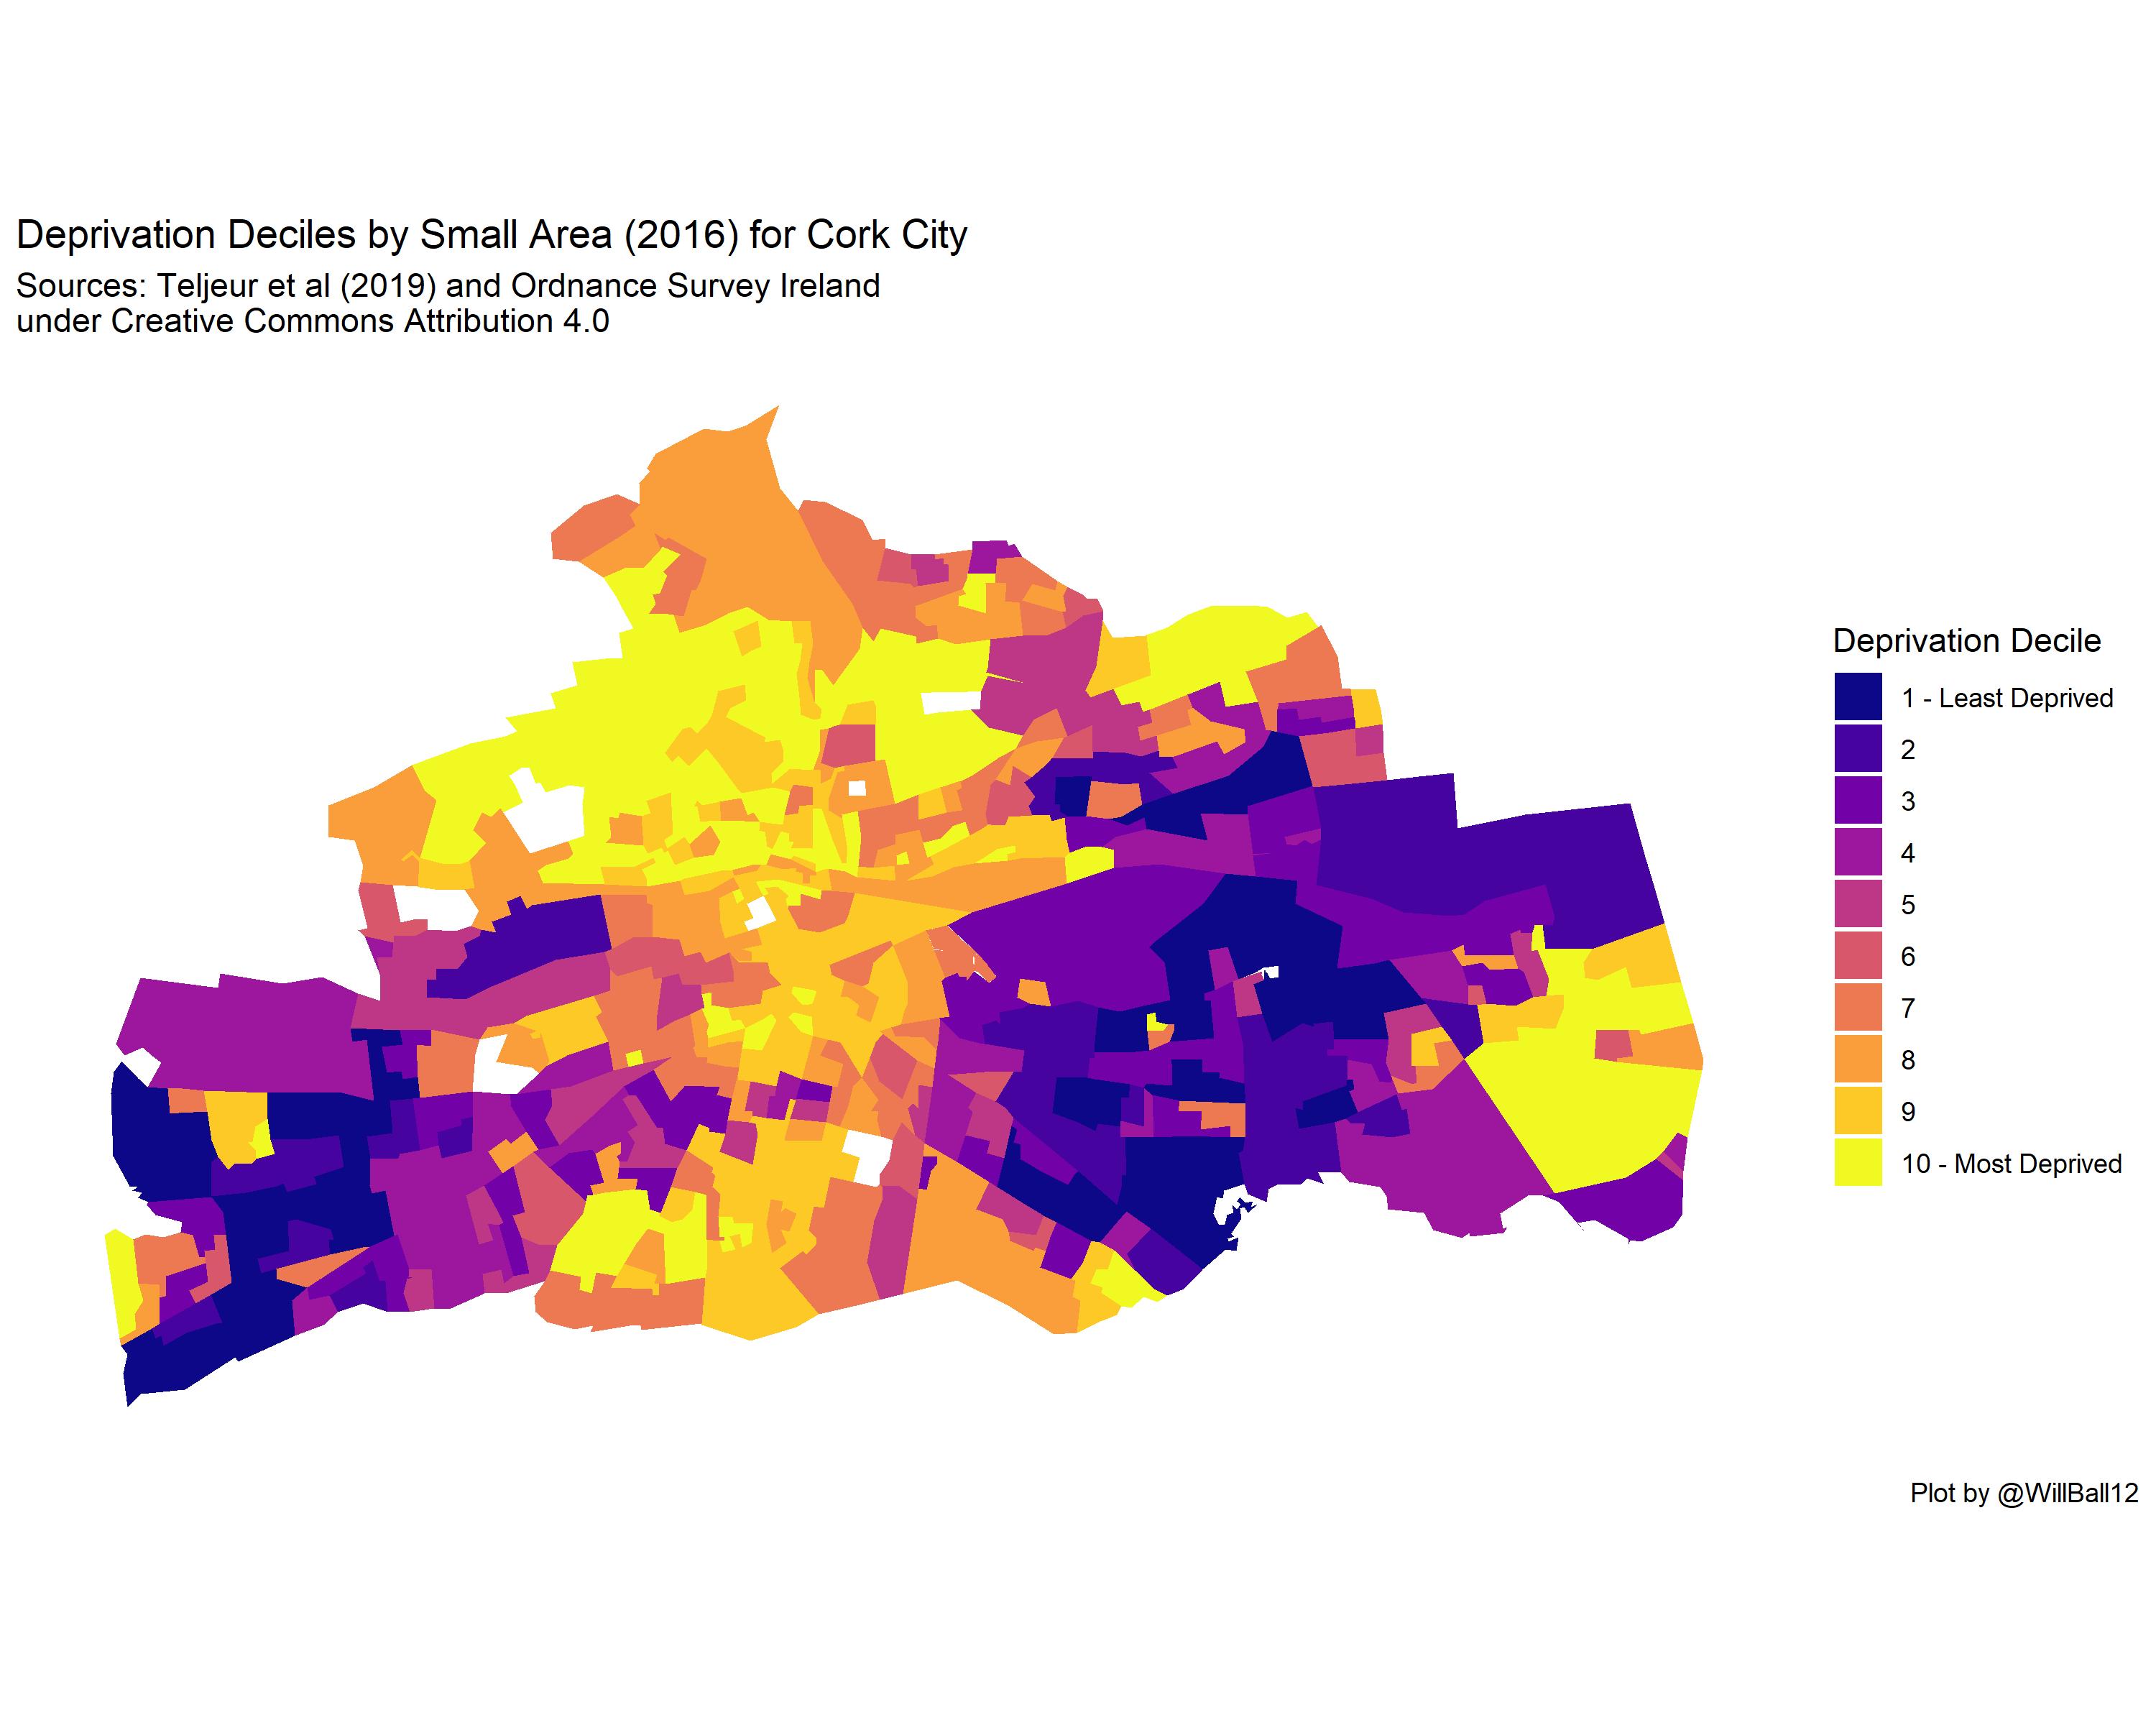 Deprivation Deciles by Small Area (2016) for Cork City
Sources: Teljeur et al (2019) and Ordnance Survey Ireland
under Creative Commons Attribution 4.0
Deprivation Decile
1 - Least Deprived
2
3
4
5
6
7
8
9
10 - Most Deprived
Plot by @WillBall12